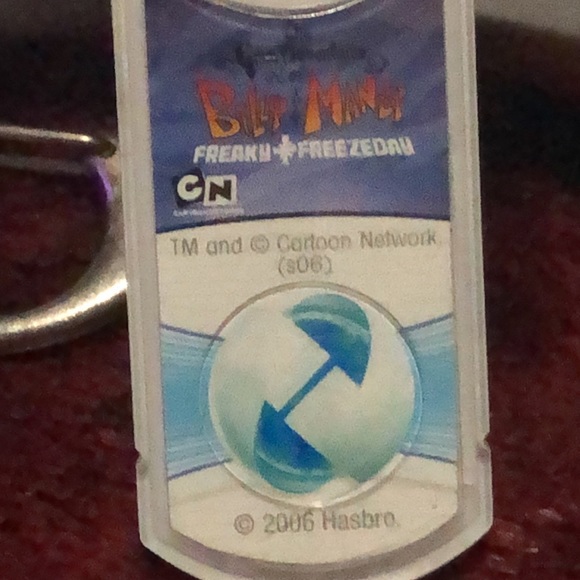 Billy & Mandy
FREAKY FREEZEDAY
CN
TM and © Cartoon Network
(s06)
© 2006 Hasbro.